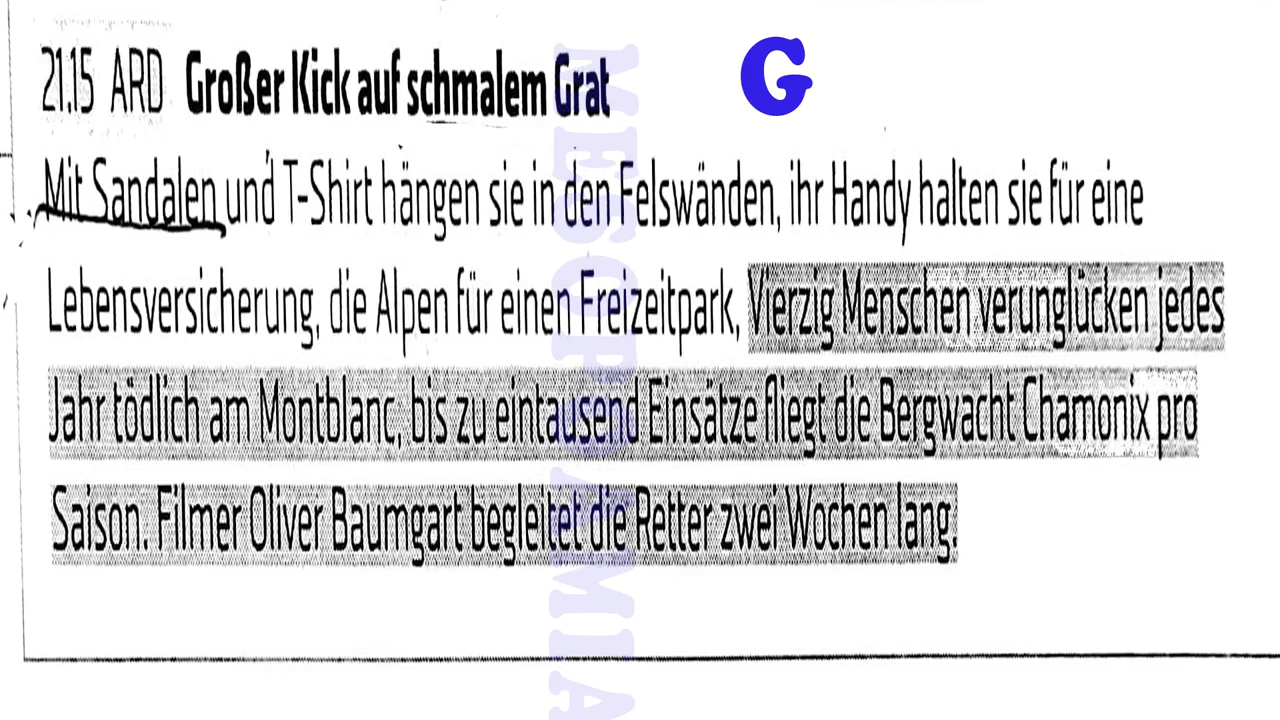 21.15 ARD Großer Kick auf schmalem Grat
G
Mit Sandalen und T-Shirt hängen sie in den Felswänden, ihr Handy halten sie für eine
Lebensversicherung, die Alpen für einen Freizeitpark, Vierzig Menschen verunglücken jedes
Jahr tödlich am Montblanc, bis zu eintausend Einsätze fliegt die Bergwacht Chamonix pro
Saison. Filmer Oliver Baumgart begleitet die Retter zwei Wochen lang.
MESOPOTAMIA